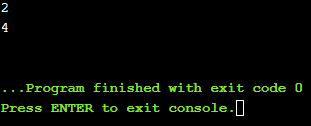 2
4
...Program finished with exit code 0
Press ENTER to exit console.